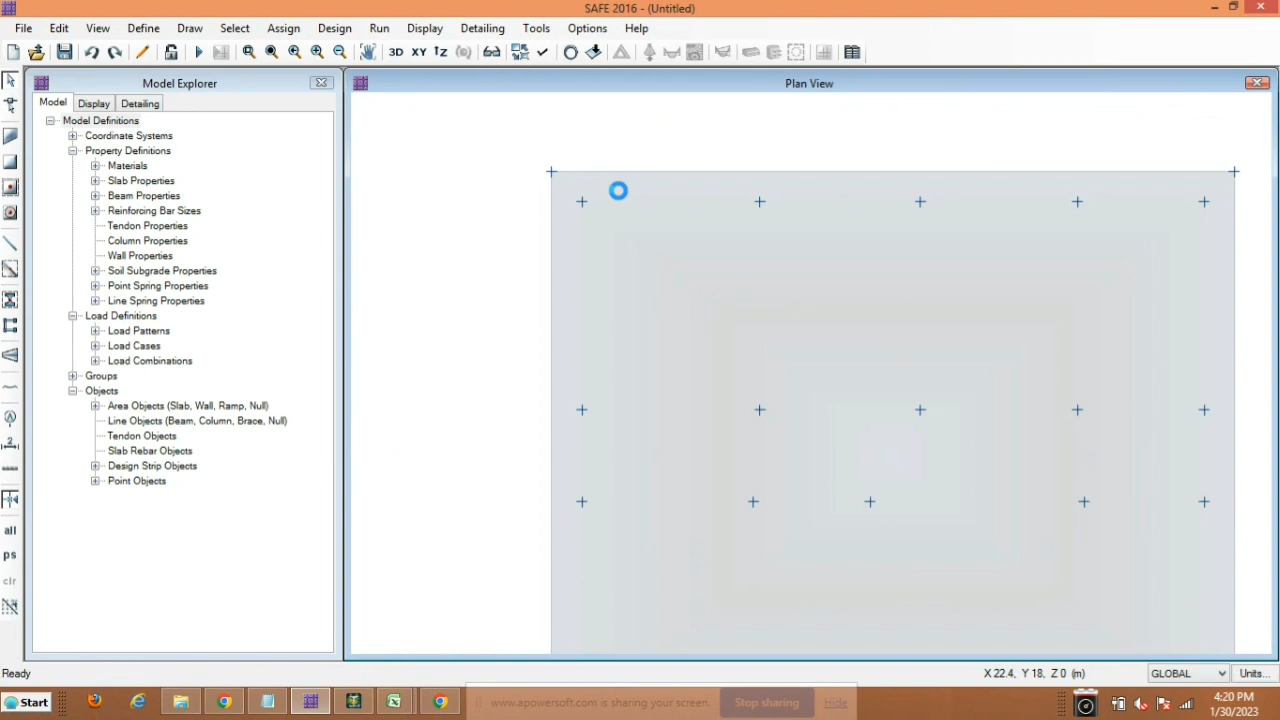 SAFE 2016 - (Untitled)
File Edit View Define Draw Select Assign Design Run Display Detailing Tools Options Help
3D XY
Model Explorer
Plan View
Model Display Detailing
Model Definitions
Coordinate Systems
Property Definitions
Materials
Slab Properties
Beam Properties
Reinforcing Bar Sizes
Tendon Properties
Column Properties
Wall Properties
Soil Subgrade Properties
Point Spring Properties
Line Spring Properties
Load Definitions
Load Patterns
Load Cases
Load Combinations
Groups
Objects
Area Objects (Slab, Wall, Ramp, Null)
Line Objects (Beam, Column, Brace, Null)
Tendon Objects
Slab Rebar Objects
Design Strip Objects
Point Objects
all
ps
clr
Ready
X 22.4, Y 18, Z 0 (m)
GLOBAL
Units...
Start
www.apowersoft.com is sharing your screen.
Stop sharing
Hide
4:20 PM
1/30/2023